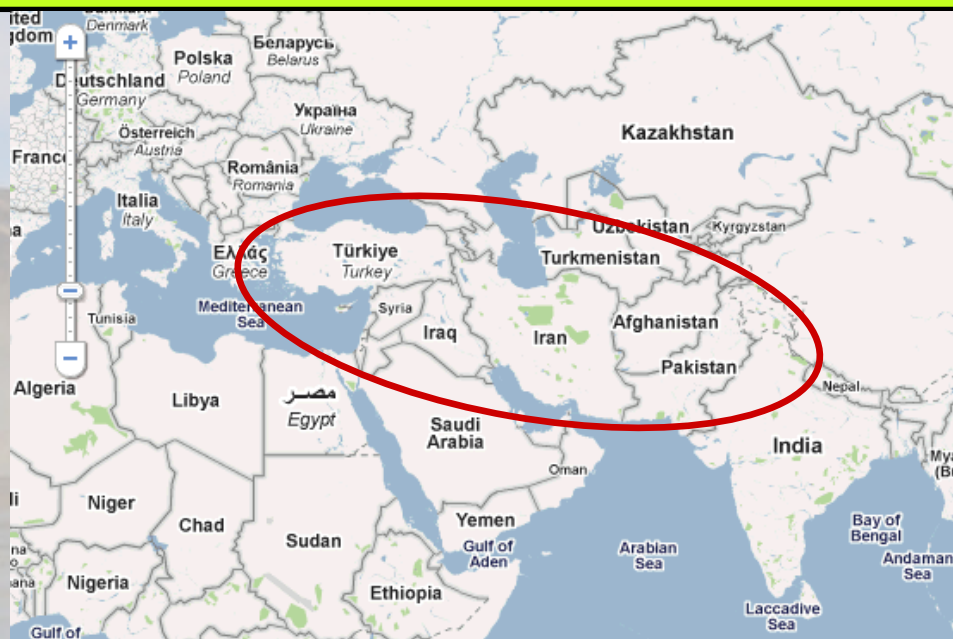 ited
gdom
Denmark
Беларусь
Belarus
Polska
Poland
Deutschland
Germany
Україна
Ukraine
Österreich
Austria
France
România
Romania
Kazakhstan
Italia
Italy
Uzbekistan
Kyrgyzstan
Ελλάς
Greece
Türkiye
Turkey
Turkmenistan
Mediterranean
Sea
Tunisia
Syria
Iraq
Iran
Afghanistan
Pakistan
Nepal
Algeria
Libya
مصر
Egypt
Saudi
Arabia
India
Oman
Niger
Chad
Sudan
Yemen
Gulf of
Aden
Arabian
Sea
Bay of
Bengal
Andaman
Sea
Nigeria
Ethiopia
Laccadive
Sea
Gulf of